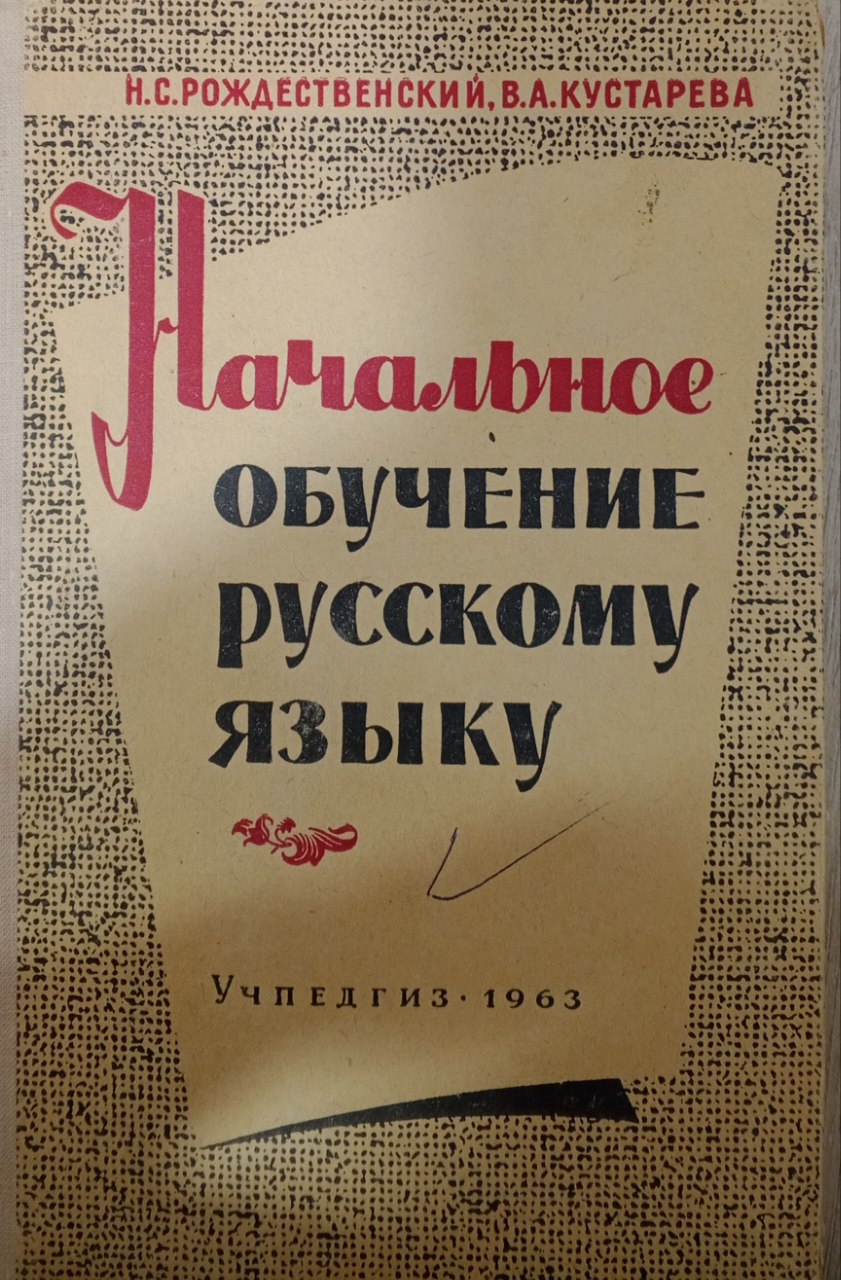 Н.С.РОЖДЕСТВЕНСКИЙ, В.А.КУСТАРЕВА
Начальное
ОБУЧЕНИЕ
РУССКОМУ
ЯЗЫКУ
УЧПЕДГИЗ · 1963